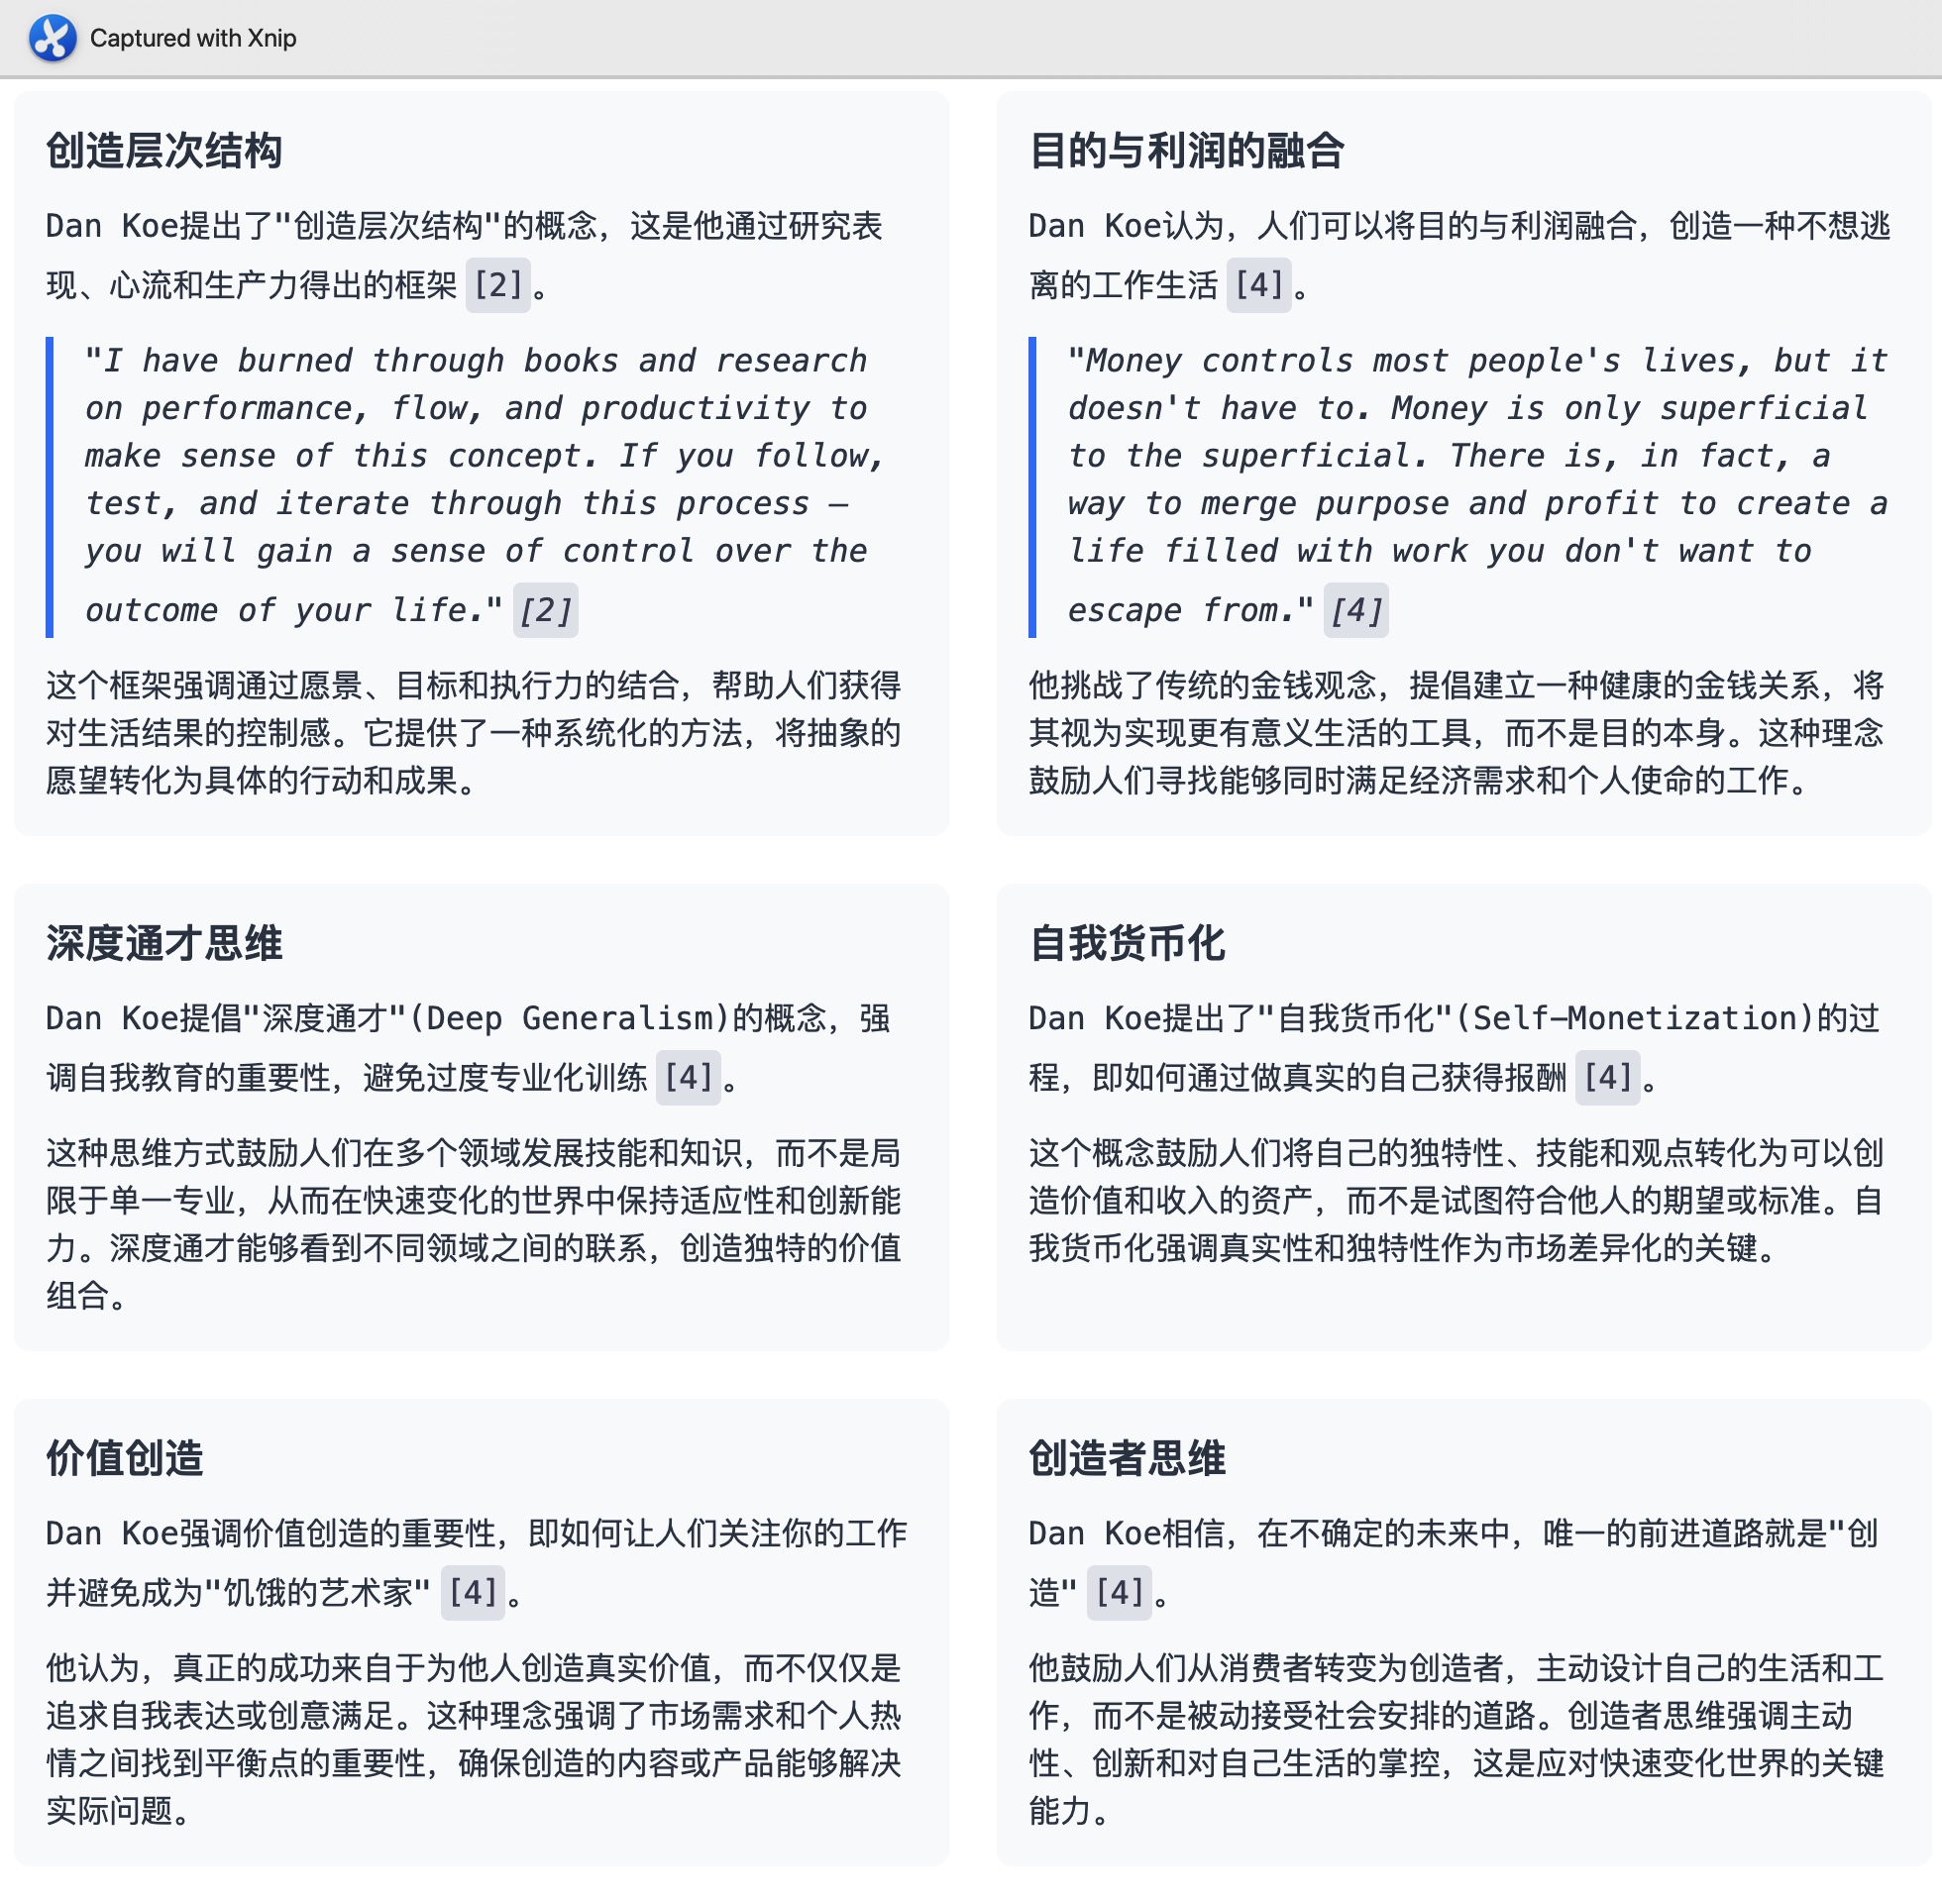 Captured with Xnip
创造层次结构
Dan Koe提出了"创造层次结构"的概念，这是他通过研究表
现、心流和生产力得出的框架 [2]。
"I have burned through books and research
on performance, flow, and productivity to
make sense of this concept. If you follow,
test, and iterate through this process —
you will gain a sense of control over the
outcome of your life." [2]
这个框架强调通过愿景、目标和执行力的结合，帮助人们获得
对生活结果的控制感。它提供了一种系统化的方法，将抽象的
愿望转化为具体的行动和成果。
目的与利润的融合
Dan Koe认为，人们可以将目的与利润融合，创造一种不想逃
离的工作生活 [4]。
"Money controls most people's lives, but it
doesn't have to. Money is only superficial
to the superficial. There is, in fact, a
way to merge purpose and profit to create a
life filled with work you don't want to
escape from." [4]
他挑战了传统的金钱观念，提倡建立一种健康的金钱关系，将
其视为实现更有意义生活的工具，而不是目的本身。这种理念
鼓励人们寻找能够同时满足经济需求和个人使命的工作。
深度通才思维
Dan Koe提倡"深度通才"(Deep Generalism)的概念，强
调自我教育的重要性，避免过度专业化训练 [4]。
这种思维方式鼓励人们在多个领域发展技能和知识，而不是局
限于单一专业，从而在快速变化的世界中保持适应性和创新能
力。深度通才能够看到不同领域之间的联系，创造独特的价值
组合。
自我货币化
Dan Koe提出了"自我货币化"(Self-Monetization)的过
程，即如何通过做真实的自己获得报酬 [4]。
这个概念鼓励人们将自己的独特性、技能和观点转化为可以创
造价值和收入的资产，而不是试图符合他人的期望或标准。自
我货币化强调真实性和独特性作为市场差异化的关键。
价值创造
Dan Koe强调价值创造的重要性，即如何让人们关注你的工作
并避免成为"饥饿的艺术家" [4]。
他认为，真正的成功来自于为他人创造真实价值，而不仅仅是
追求自我表达或创意满足。这种理念强调了市场需求和个人热
情之间找到平衡点的重要性，确保创造的内容或产品能够解决
实际问题。
创造者思维
Dan Koe相信，在不确定的未来中，唯一的前进道路就是"创
造" [4]。
他鼓励人们从消费者转变为创造者，主动设计自己的生活和工
作，而不是被动接受社会安排的道路。创造者思维强调主动
性、创新和对自己生活的掌控，这是应对快速变化世界的关键
能力。